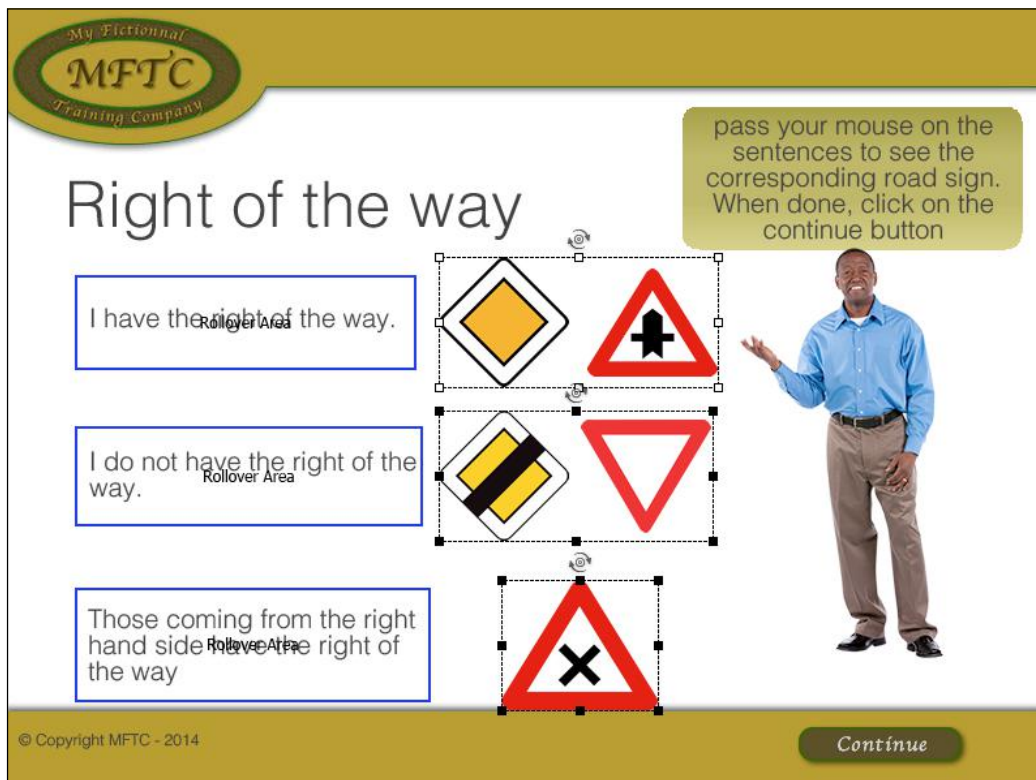 My Fictionnal
MFTC
Training Company
pass your mouse on the
sentences to see the
corresponding road sign.
When done, click on the
continue button
Right of the way
I have the right of the way.
Rollover Area
I do not have the right of the
way.
Rollover Area
Those coming from the right
hand side have the right of
the way
Rollover Area
© Copyright MFTC - 2014
Continue